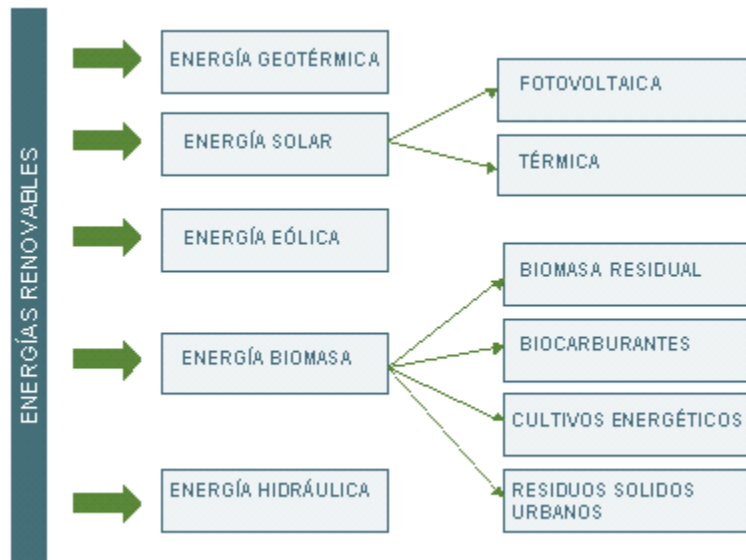 ENERGÍAS RENOVABLES
ENERGÍA GEOTÉRMICA
ENERGÍA SOLAR
FOTOVOLTAICA
TÉRMICA
ENERGÍA EÓLICA
ENERGÍA BIOMASA
BIOMASA RESIDUAL
BIOCARBURANTES
CULTIVOS ENERGÉTICOS
RESIDUOS SOLIDOS
URBANOS
ENERGÍA HIDRÁULICA